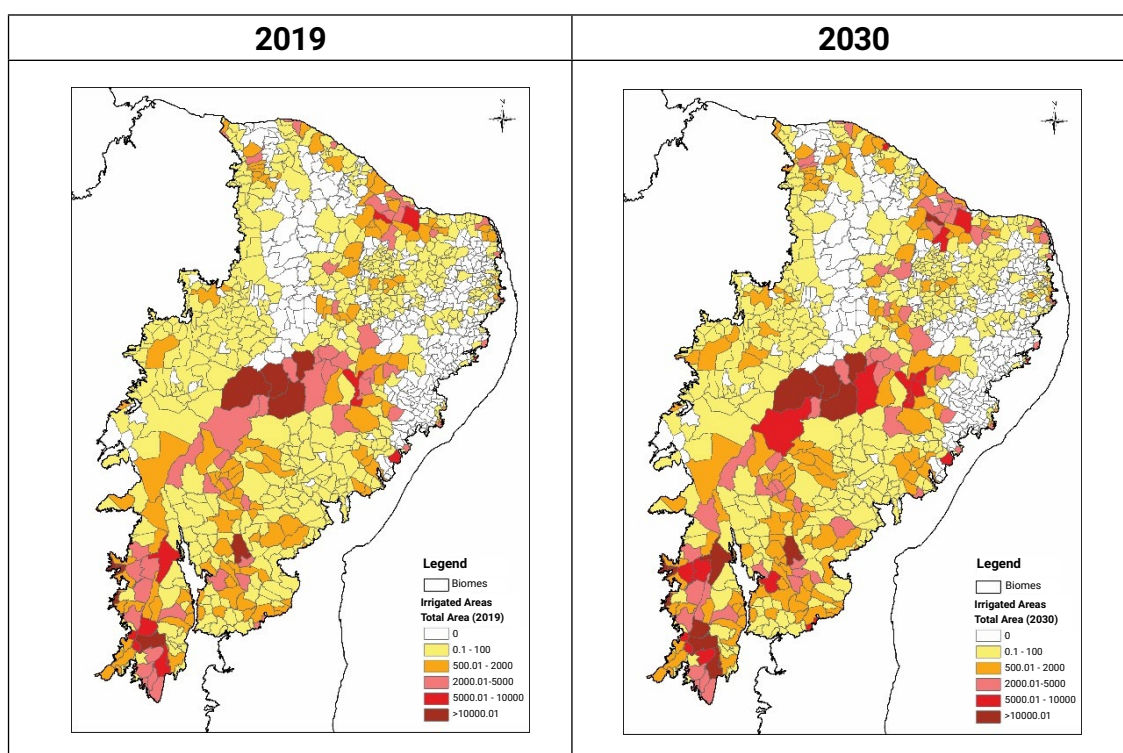 2019
2030
Legend
Biomes
Irrigated Areas
Total Area (2019)
0
0.1 - 100
500.01 - 2000
2000.01-5000
5000.01 - 10000
>10000.01
Legend
Biomes
Irrigated Areas
Total Area (2030)
0
0.1 - 100
500.01 - 2000
2000.01-5000
5000.01 - 10000
>10000.01